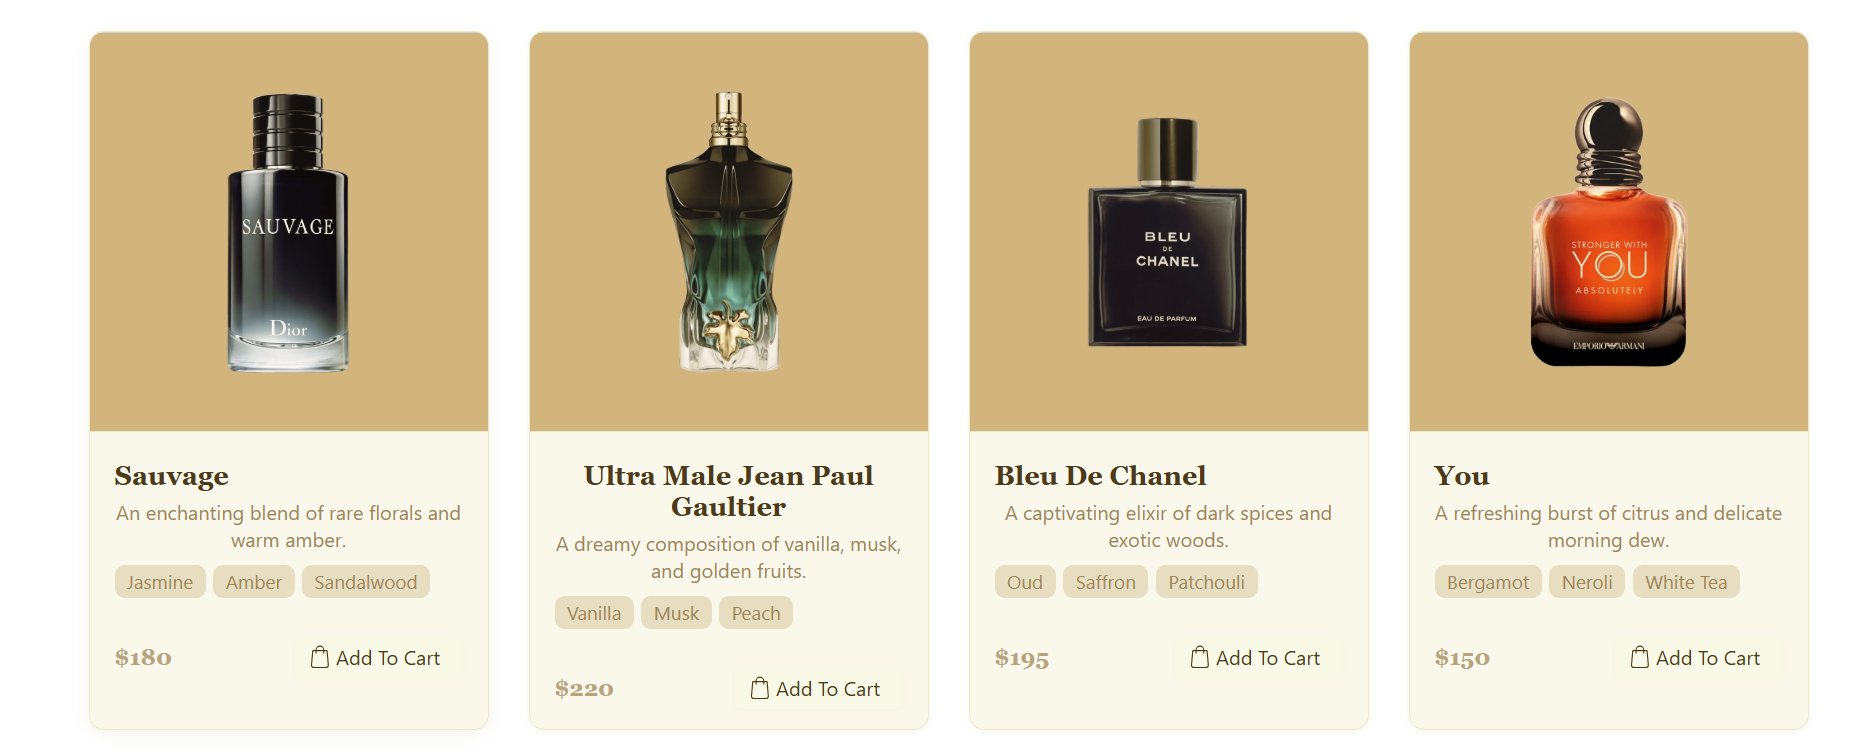 SAUVAGE
Dior
Sauvage
An enchanting blend of rare florals and
warm amber.
Jasmine Amber Sandalwood
$180 Add To Cart
Ultra Male Jean Paul
Gaultier
A dreamy composition of vanilla, musk,
and golden fruits.
Vanilla Musk Peach
$220 Add To Cart
BLEU
DE
CHANEL
EAU DE PARFUM
Bleu De Chanel
A captivating elixir of dark spices and
exotic woods.
Oud Saffron Patchouli
$195 Add To Cart
STRONGER WITH
YOU
ABSOLUTELY
EMPORIO ARMANI
You
A refreshing burst of citrus and delicate
morning dew.
Bergamot Neroli White Tea
$150 Add To Cart